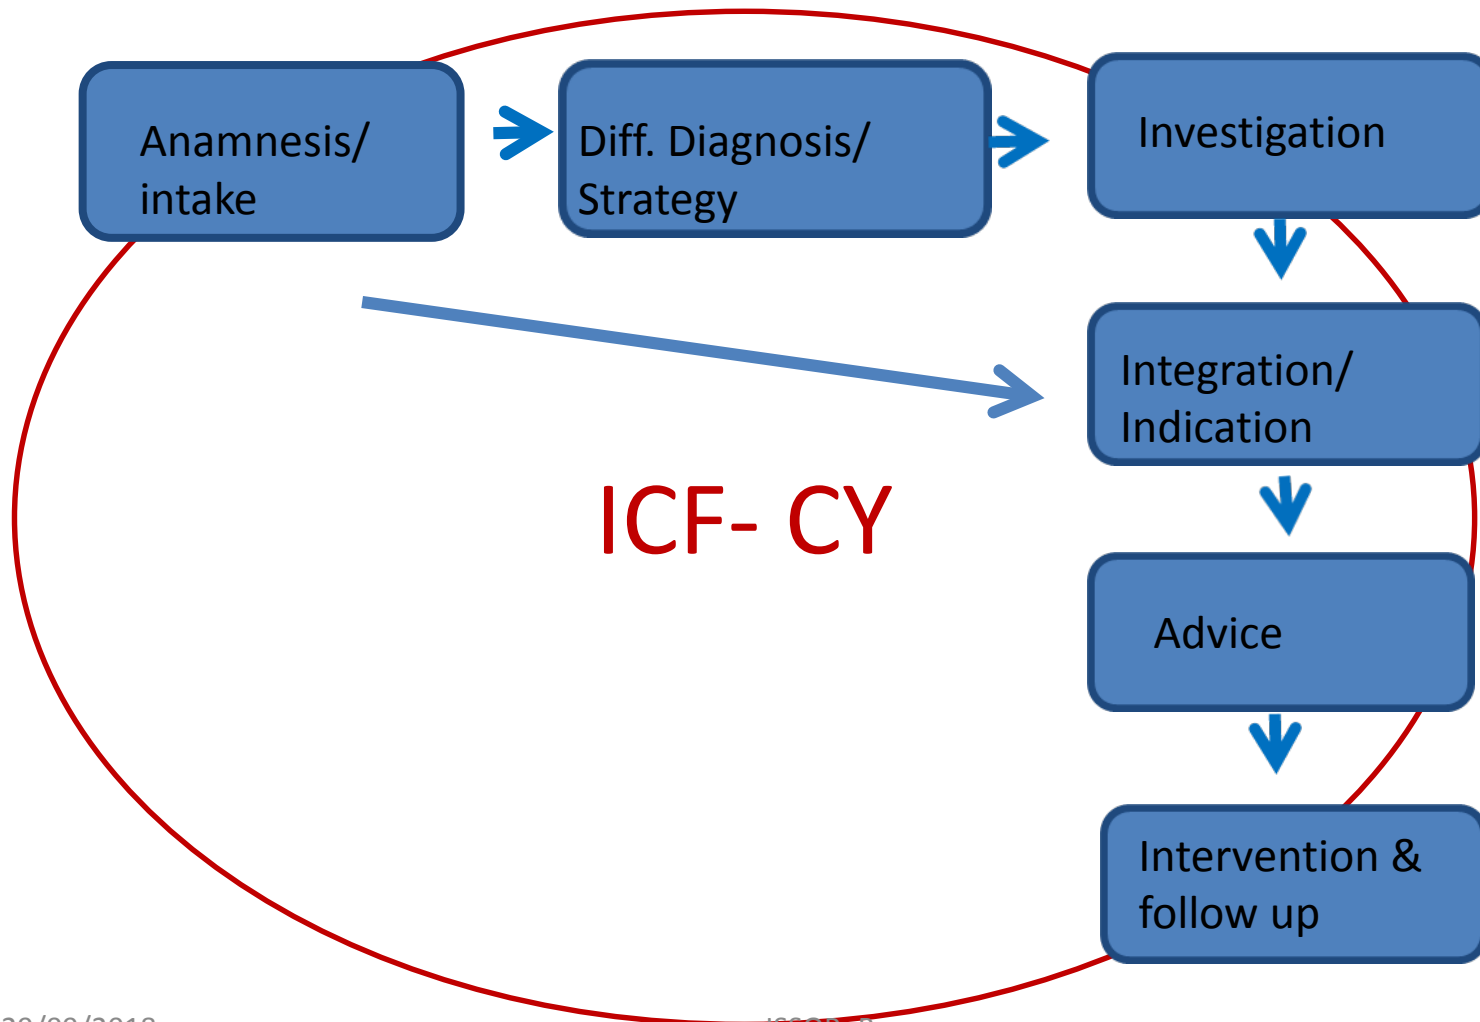 Anamnesis/
intake
Diff. Diagnosis/
Strategy
Investigation
Integration/
Indication
ICF- CY
Advice
Intervention &
follow up